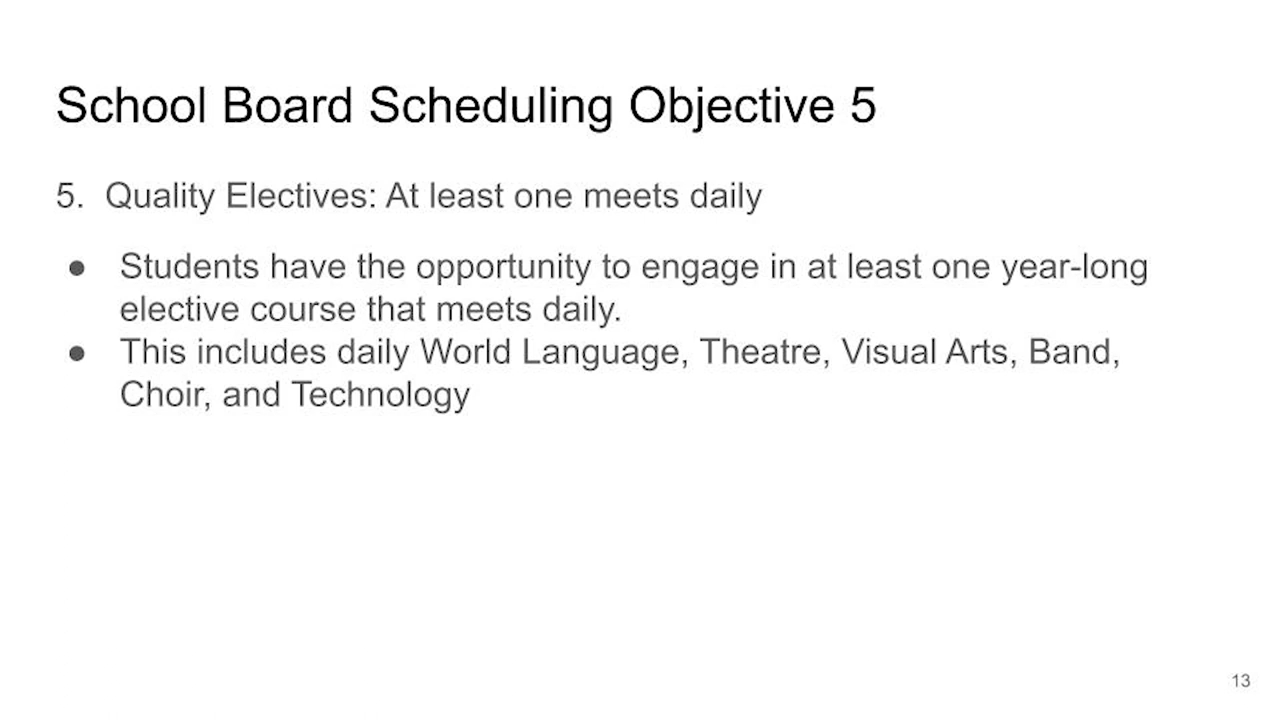 School Board Scheduling Objective 5
5. Quality Electives: At least one meets daily
● Students have the opportunity to engage in at least one year-long
elective course that meets daily.
● This includes daily World Language, Theatre, Visual Arts, Band,
Choir, and Technology
13